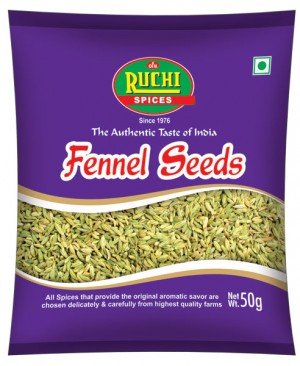 RUCHI
SPICES
Since 1976
The Authentic Taste of India
Fennel Seeds
All Spices that provide the original aromatic savor are
chosen delicately & carefully from highest quality farms
Net Wt. 50g